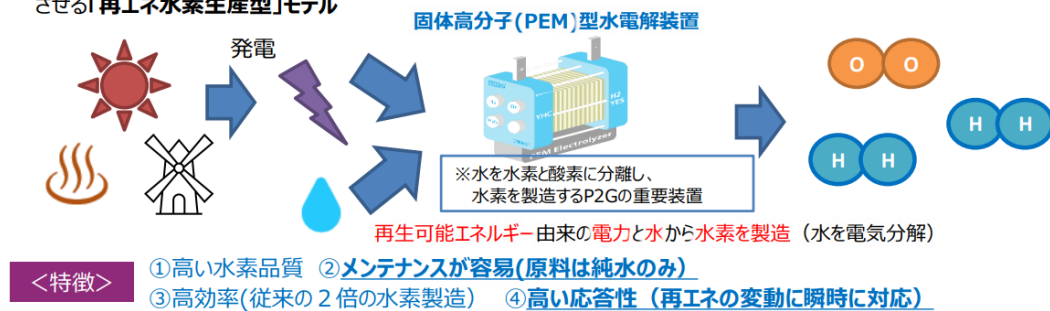 させる「再エネ水素生産型」モデル
固体高分子(PEM)型水電解装置
発電
YHC
H2
YES
PEM Electrolyzer
O O
H H
H H
※水を水素と酸素に分離し、
水素を製造するP2Gの重要装置
再生可能エネルギー由来の電力と水から水素を製造（水を電気分解）
＜特徴＞
①高い水素品質 ②メンテナンスが容易(原料は純水のみ）
③高効率(従来の２倍の水素製造） ④高い応答性（再エネの変動に瞬時に対応）